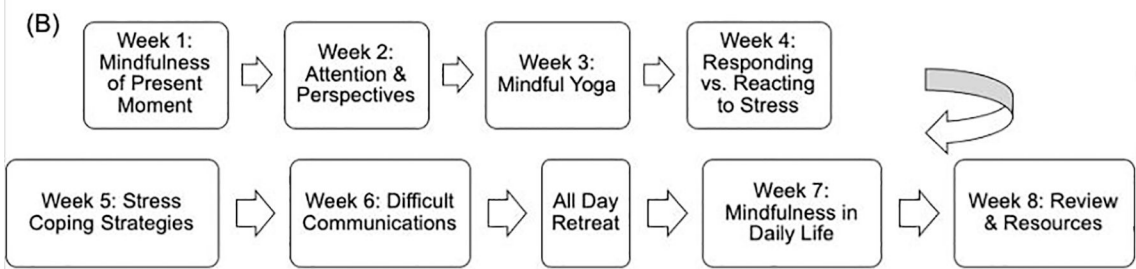 (B)
Week 1:
Mindfulness
of Present
Moment
Week 2:
Attention &
Perspectives
Week 3:
Mindful Yoga
Week 4:
Responding
vs. Reacting
to Stress
Week 5: Stress
Coping Strategies
Week 6: Difficult
Communications
All Day
Retreat
Week 7:
Mindfulness in
Daily Life
Week 8: Review
& Resources